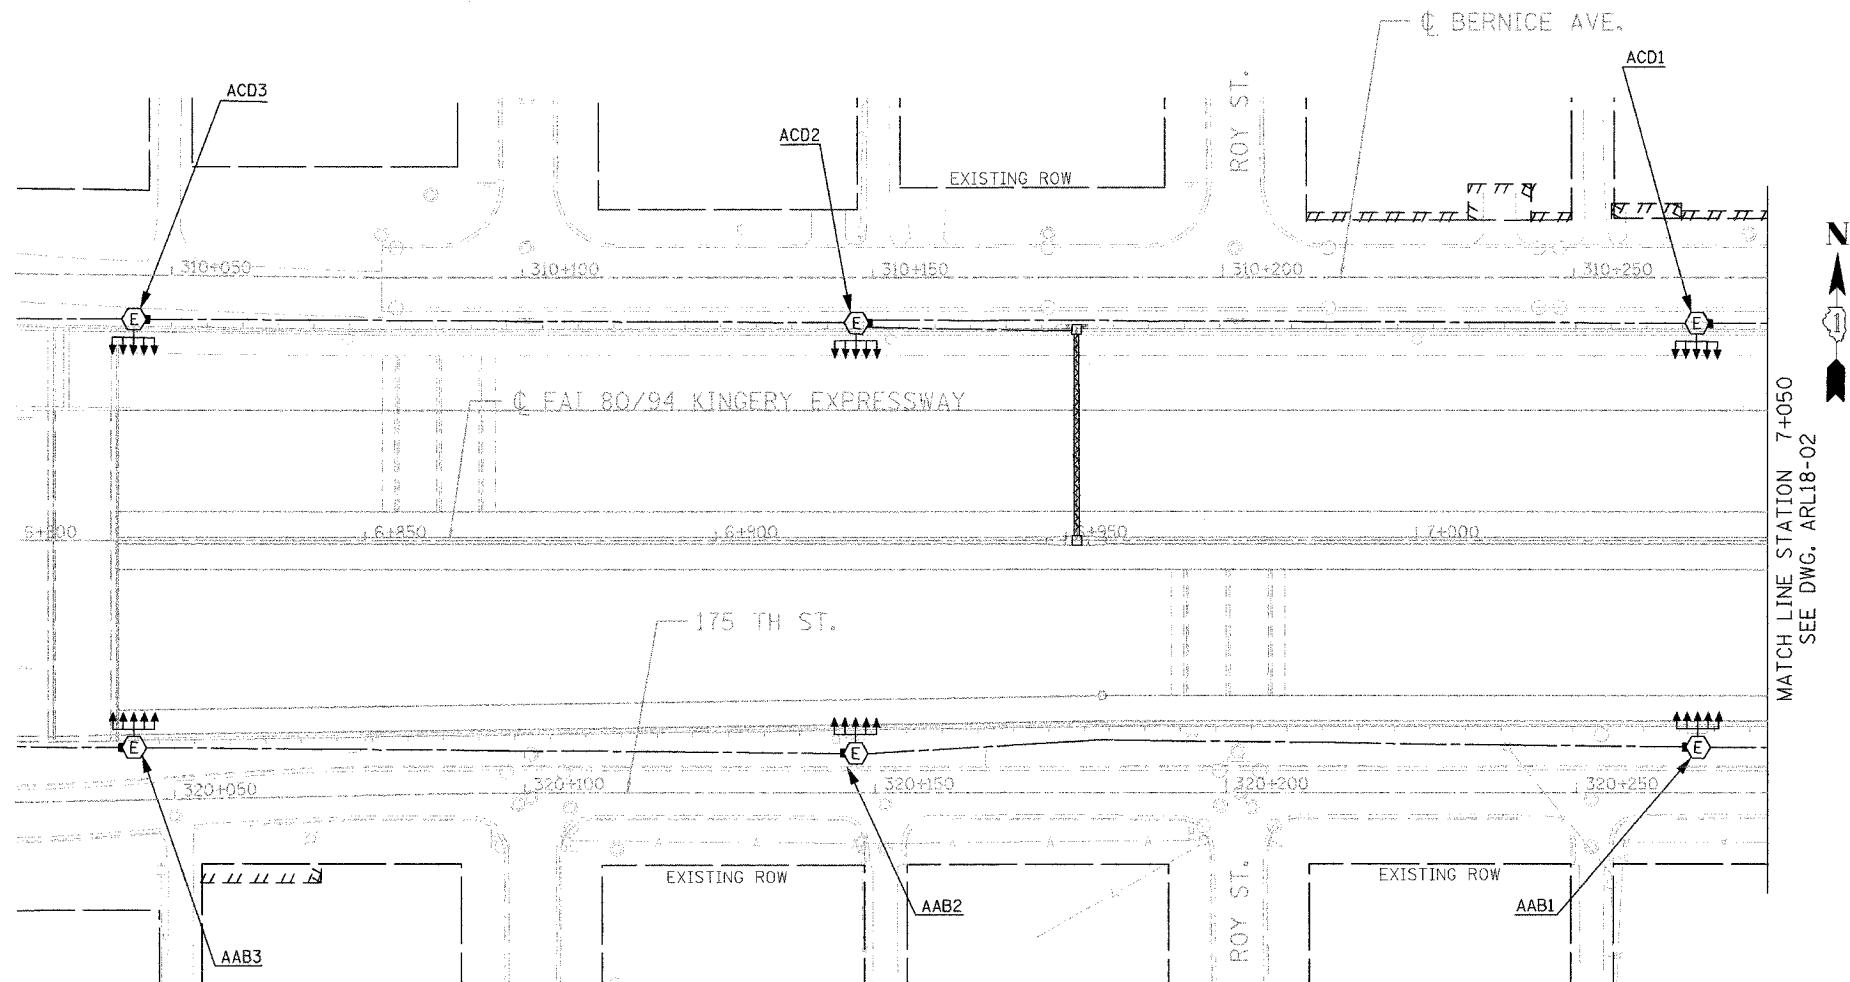 ℄ BERNICE AVE.
ACD1
ACD3
ACD2
ROY ST.
EXISTING ROW
N
310+050
310+100
310+150
310+200
310+250
E
E
E
1
℄ FAI 80/94 KINGERY EXPRESSWAY
MATCH LINE STATION 7+050
SEE DWG. ARL18-02
6+800
6+850
6+900
6+950
7+000
175 TH ST.
E
E
E
320+050
320+100
320+150
320+200
320+250
A
A
A
EXISTING ROW
EXISTING ROW
ROY ST.
AAB2
AAB1
AAB3